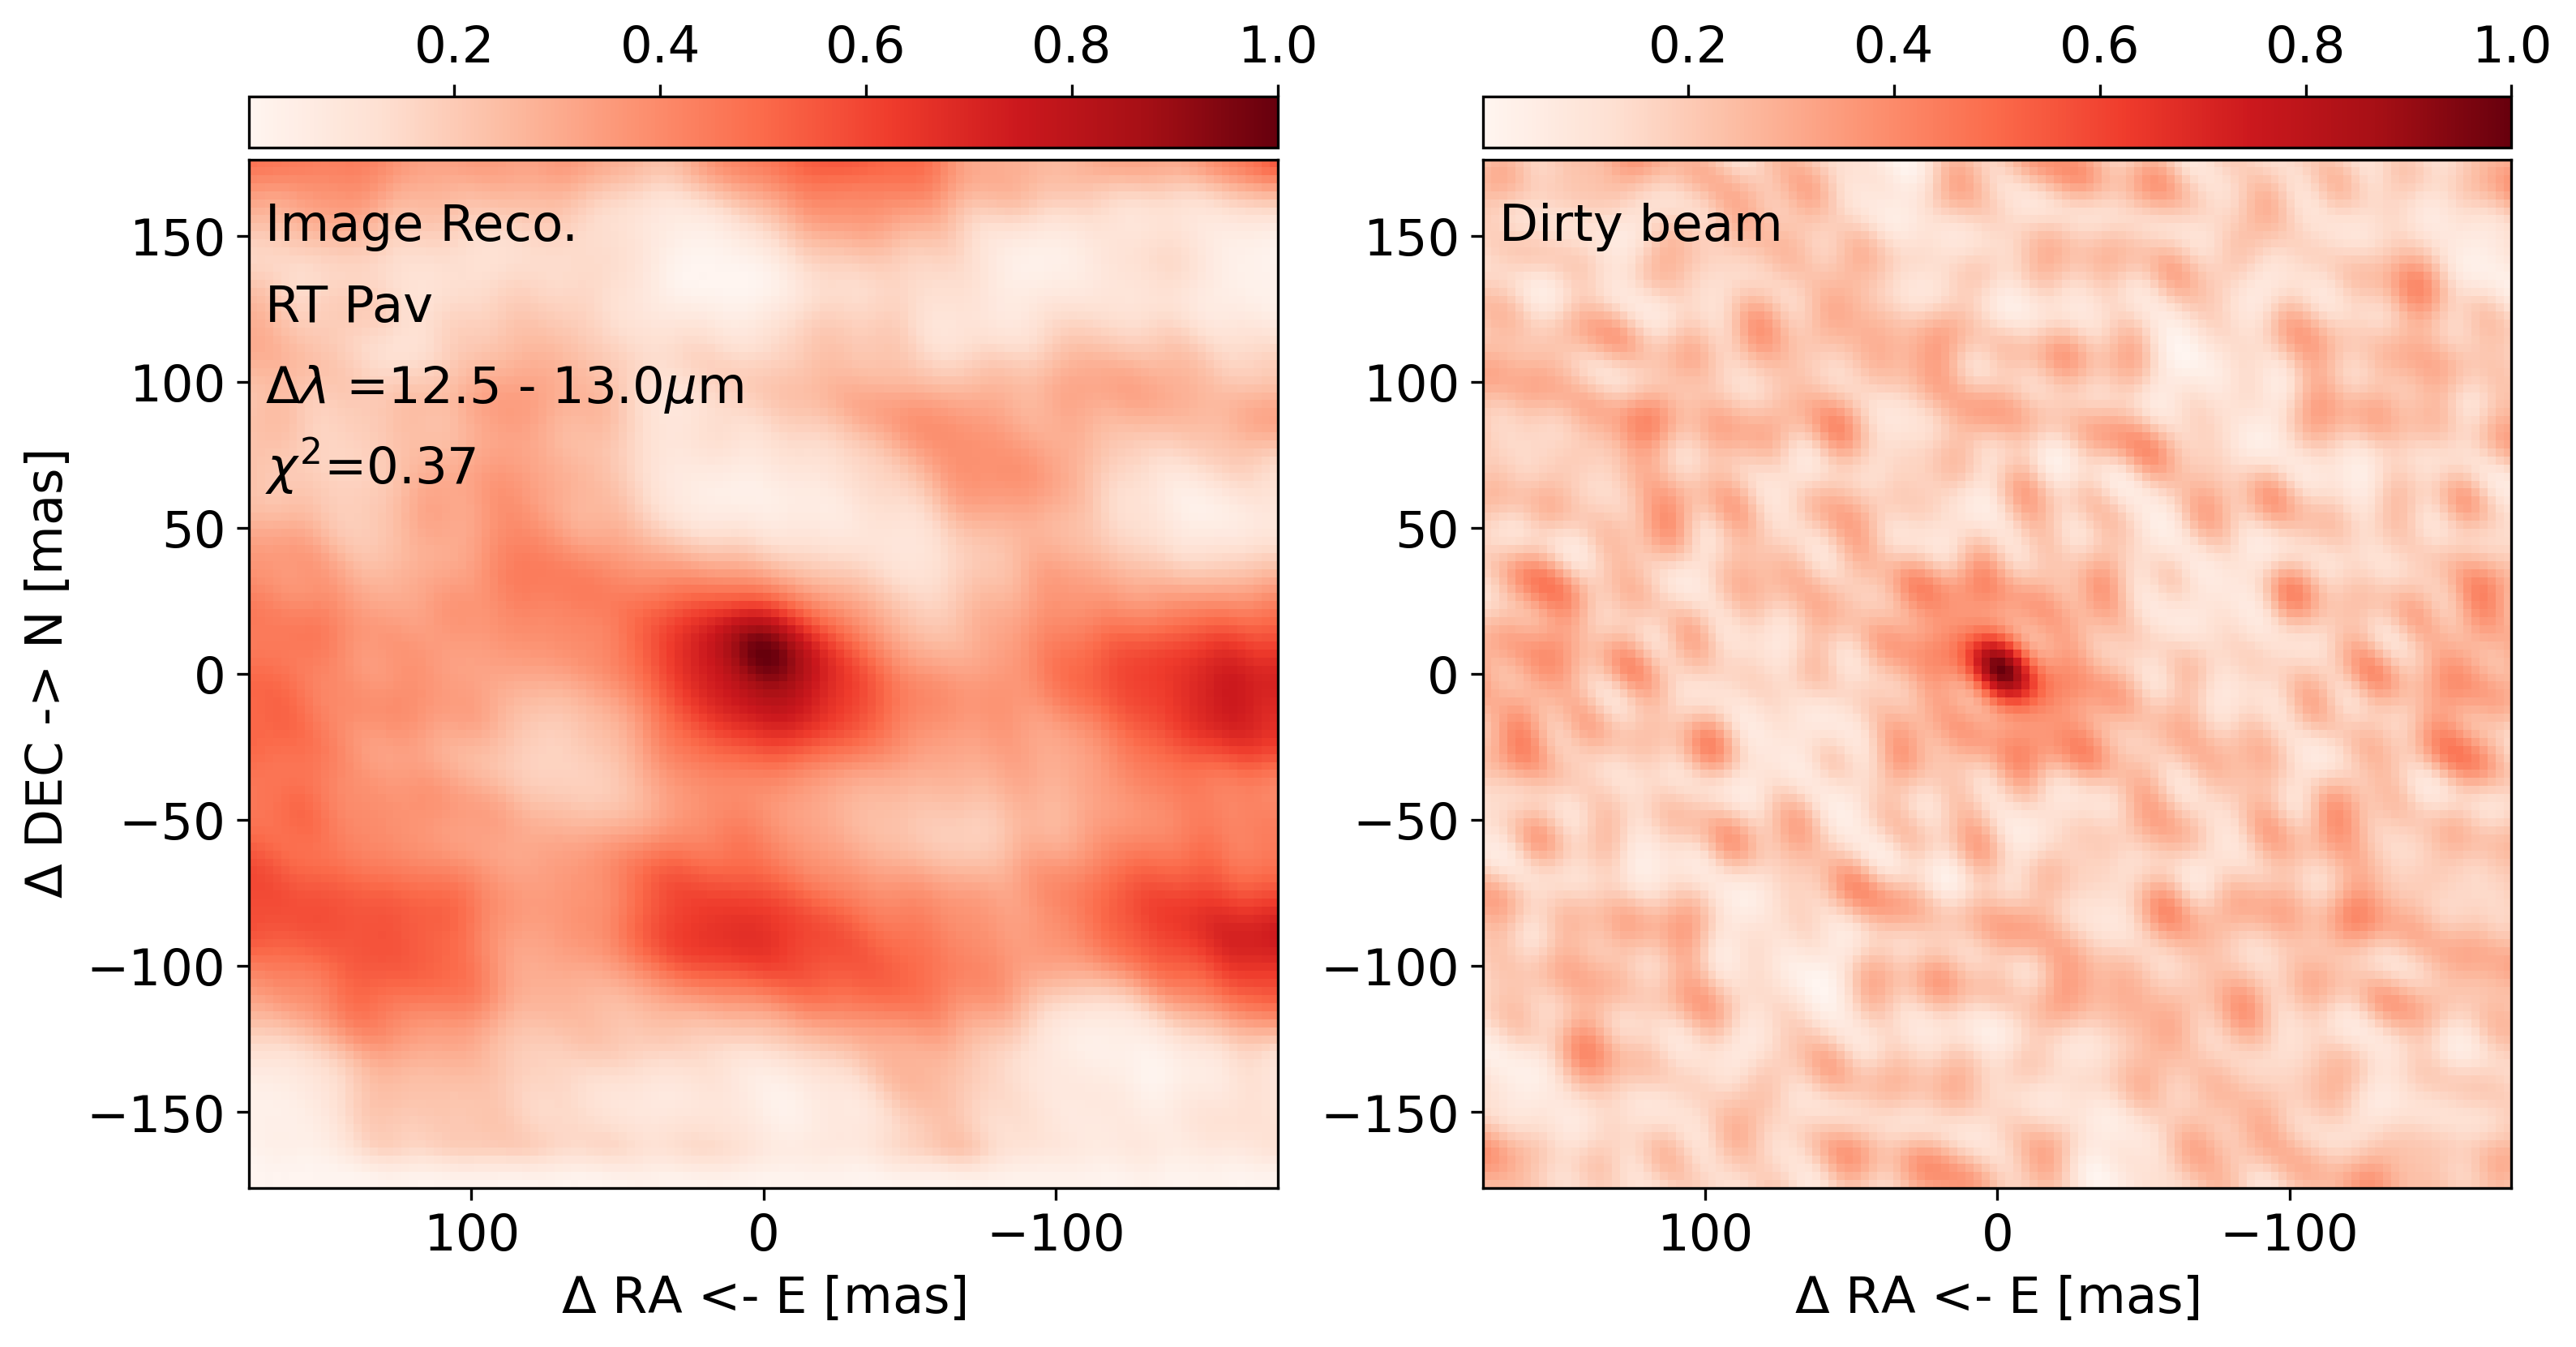 0.2 0.4 0.6 0.8 1.0
Image Reco.
RT Pav
Δλ =12.5 - 13.0μm
χ²=0.37
150
100
50
0
−50
−100
−150
Δ DEC -> N [mas]
100 0 −100
Δ RA <- E [mas]
0.2 0.4 0.6 0.8 1.0
Dirty beam
150
100
50
0
−50
−100
−150
100 0 −100
Δ RA <- E [mas]